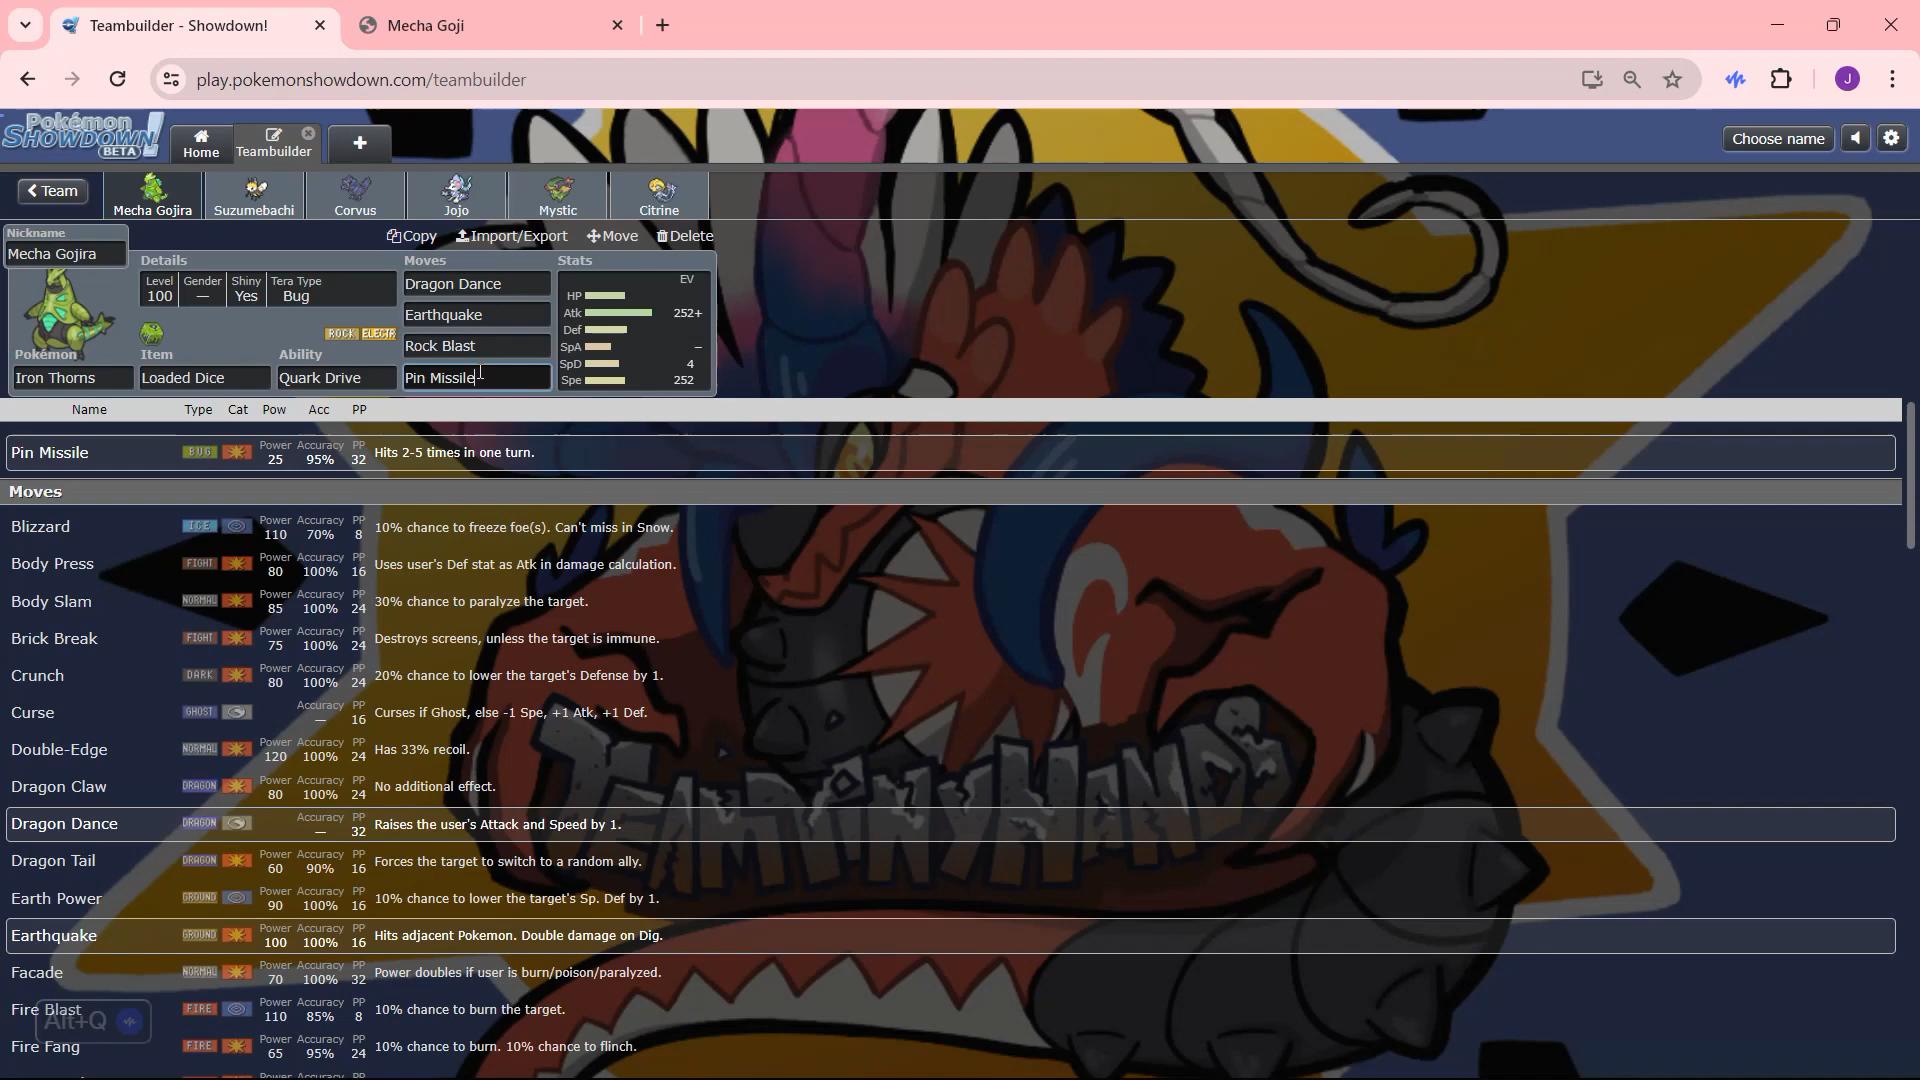 Teambuilder - Showdown!
Mecha Goji
play.pokemonshowdown.com/teambuilder
J
Pokémon
SHOWDOWN!
BETA
Home
Teambuilder
Choose name
Team
Mecha Gojira
Suzumebachi
Corvus
Jojo
Mystic
Citrine
Nickname
Mecha Gojira
Copy
Import/Export
Move
Delete
Details
Moves
Stats
Level
100
Gender
—
Shiny
Yes
Tera Type
Bug
ROCK ELECTR
Pokémon
Iron Thorns
Item
Loaded Dice
Ability
Quark Drive
Dragon Dance
Earthquake
Rock Blast
Pin Missile
EV
HP
Atk 252+
Def
SpA –
SpD 4
Spe 252
Name Type Cat Pow Acc PP
Pin Missile BUG Power 25 Accuracy 95% PP 32 Hits 2-5 times in one turn.
Moves
Blizzard ICE Power 110 Accuracy 70% PP 8 10% chance to freeze foe(s). Can't miss in Snow.
Body Press FIGHT Power 80 Accuracy 100% PP 16 Uses user's Def stat as Atk in damage calculation.
Body Slam NORMAL Power 85 Accuracy 100% PP 24 30% chance to paralyze the target.
Brick Break FIGHT Power 75 Accuracy 100% PP 24 Destroys screens, unless the target is immune.
Crunch DARK Power 80 Accuracy 100% PP 24 20% chance to lower the target's Defense by 1.
Curse GHOST Accuracy — PP 16 Curses if Ghost, else -1 Spe, +1 Atk, +1 Def.
Double-Edge NORMAL Power 120 Accuracy 100% PP 24 Has 33% recoil.
Dragon Claw DRAGON Power 80 Accuracy 100% PP 24 No additional effect.
Dragon Dance DRAGON Accuracy — PP 32 Raises the user's Attack and Speed by 1.
Dragon Tail DRAGON Power 60 Accuracy 90% PP 16 Forces the target to switch to a random ally.
Earth Power GROUND Power 90 Accuracy 100% PP 16 10% chance to lower the target's Sp. Def by 1.
Earthquake GROUND Power 100 Accuracy 100% PP 16 Hits adjacent Pokemon. Double damage on Dig.
Facade NORMAL Power 70 Accuracy 100% PP 32 Power doubles if user is burn/poison/paralyzed.
Fire Blast FIRE Power 110 Accuracy 85% PP 8 10% chance to burn the target.
Fire Fang FIRE Power 65 Accuracy 95% PP 24 10% chance to burn. 10% chance to flinch.
Power Accuracy PP
Alt+Q